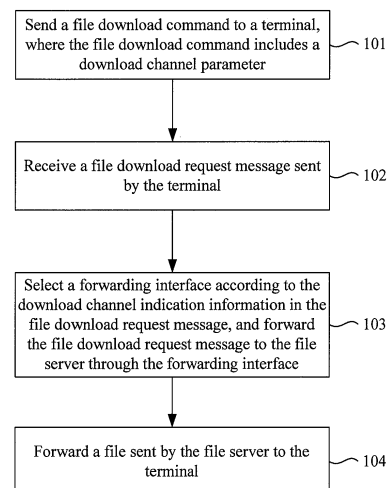 Send a file download command to a terminal,
where the file download command includes a
download channel parameter
101
Receive a file download request message sent
by the terminal
102
Select a forwarding interface according to the
download channel indication information in the
file download request message, and forward
the file download request message to the file
server through the forwarding interface
103
Forward a file sent by the file server to the
terminal
104